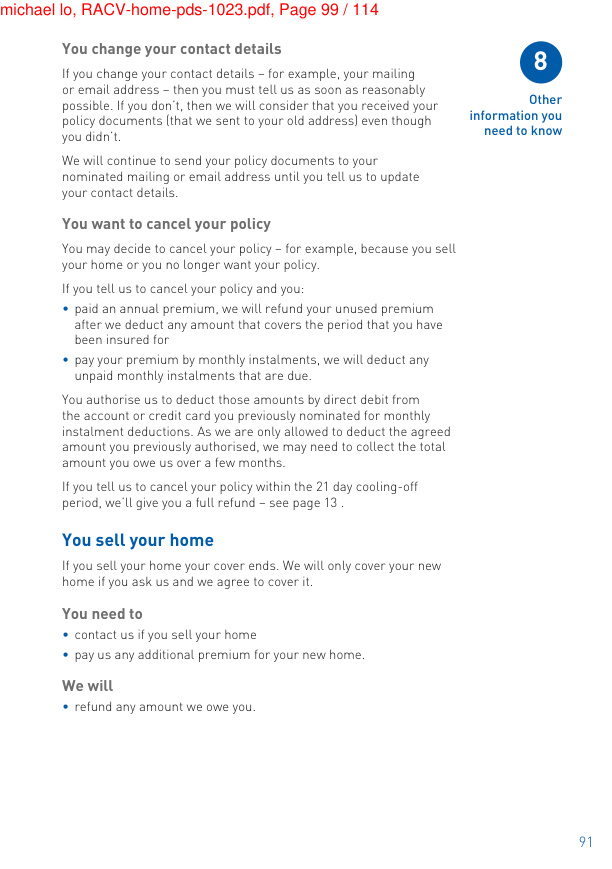 michael lo, RACV-home-pds-1023.pdf, Page 99 / 114
You change your contact details
If you change your contact details – for example, your mailing
or email address – then you must tell us as soon as reasonably
possible. If you don't, then we will consider that you received your
policy documents (that we sent to your old address) even though
you didn't.
We will continue to send your policy documents to your
nominated mailing or email address until you tell us to update
your contact details.
You want to cancel your policy
You may decide to cancel your policy – for example, because you sell
your home or you no longer want your policy.
If you tell us to cancel your policy and you:
• paid an annual premium, we will refund your unused premium
after we deduct any amount that covers the period that you have
been insured for
• pay your premium by monthly instalments, we will deduct any
unpaid monthly instalments that are due.
You authorise us to deduct those amounts by direct debit from
the account or credit card you previously nominated for monthly
instalment deductions. As we are only allowed to deduct the agreed
amount you previously authorised, we may need to collect the total
amount you owe us over a few months.
If you tell us to cancel your policy within the 21 day cooling-off
period, we'll give you a full refund – see page 13 .
You sell your home
If you sell your home your cover ends. We will only cover your new
home if you ask us and we agree to cover it.
You need to
• contact us if you sell your home
• pay us any additional premium for your new home.
We will
• refund any amount we owe you.
8
Other
information you
need to know
91